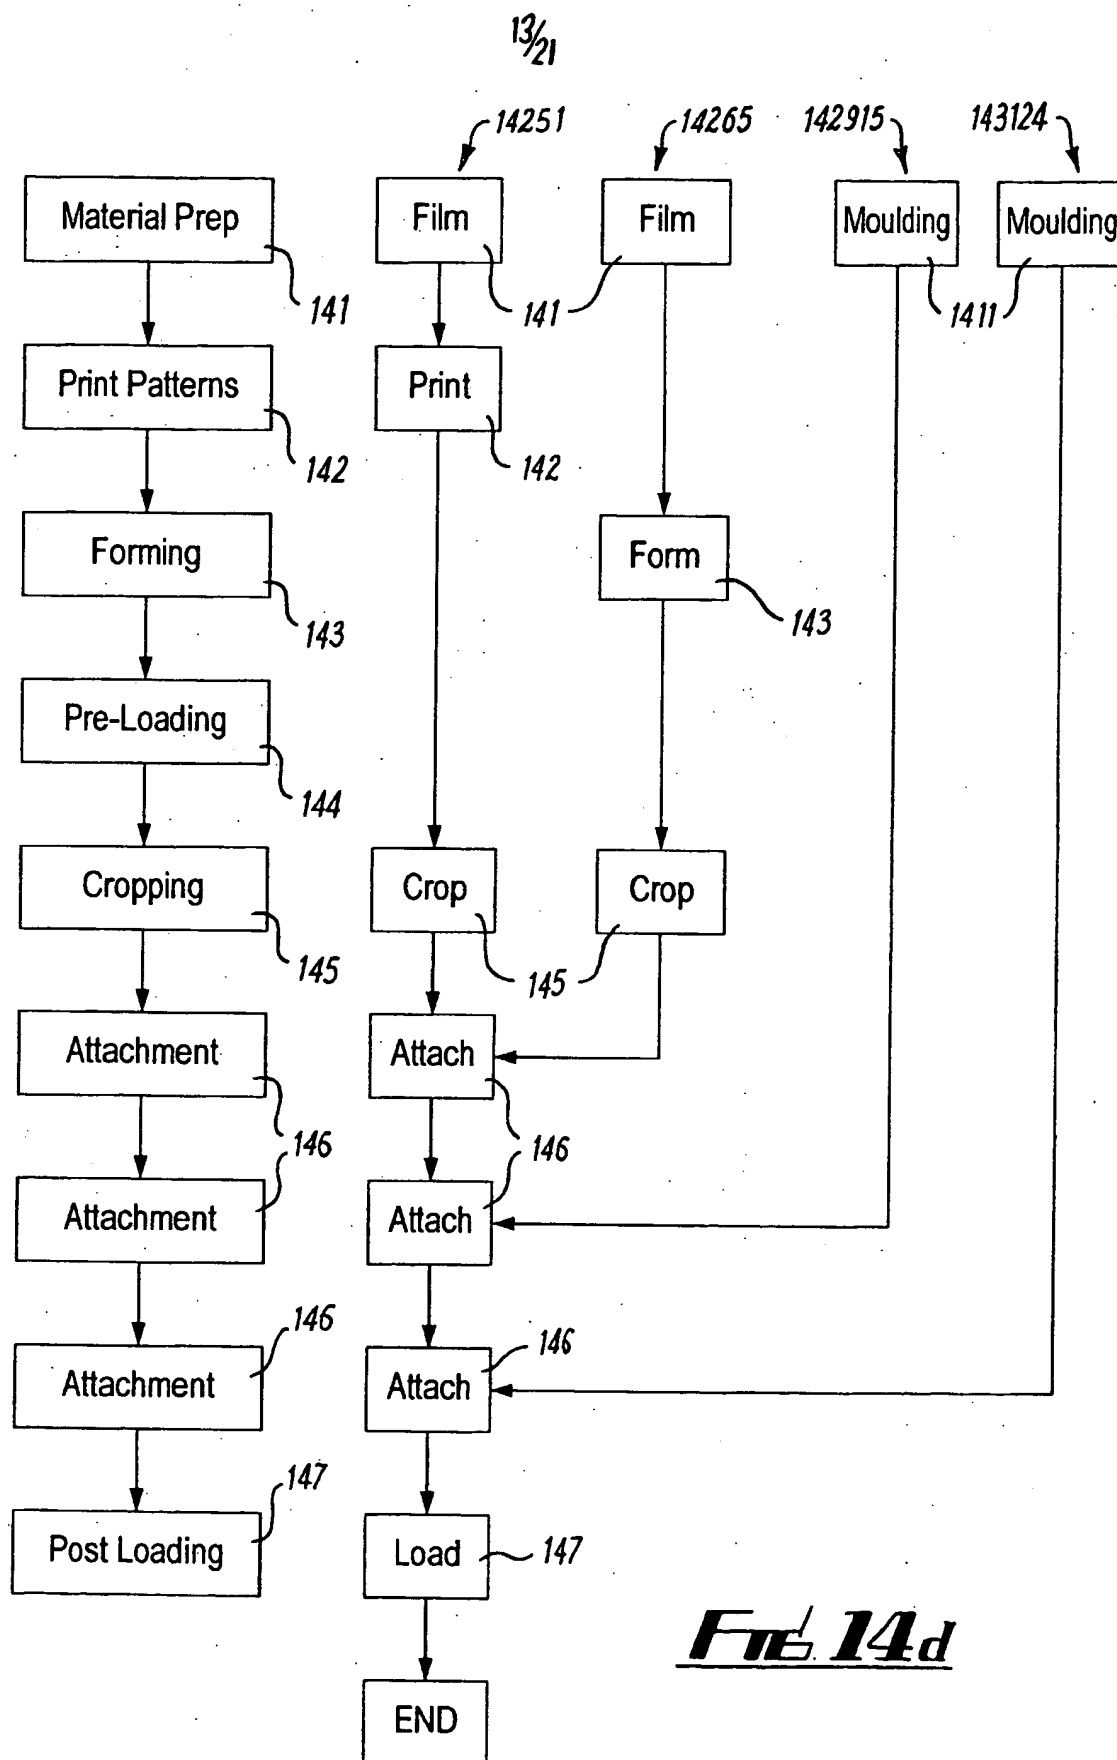 13/21
14251 14265 142915 143124
Material Prep Film Film Moulding Moulding
141 141 1411
Print Patterns Print
142 142
Forming Form
143 143
Pre-Loading
144
Cropping Crop Crop
145 145
Attachment Attach
146 146
Attachment Attach
146 146
Attachment Attach
147
Post Loading Load 147
END
FIG. 14d